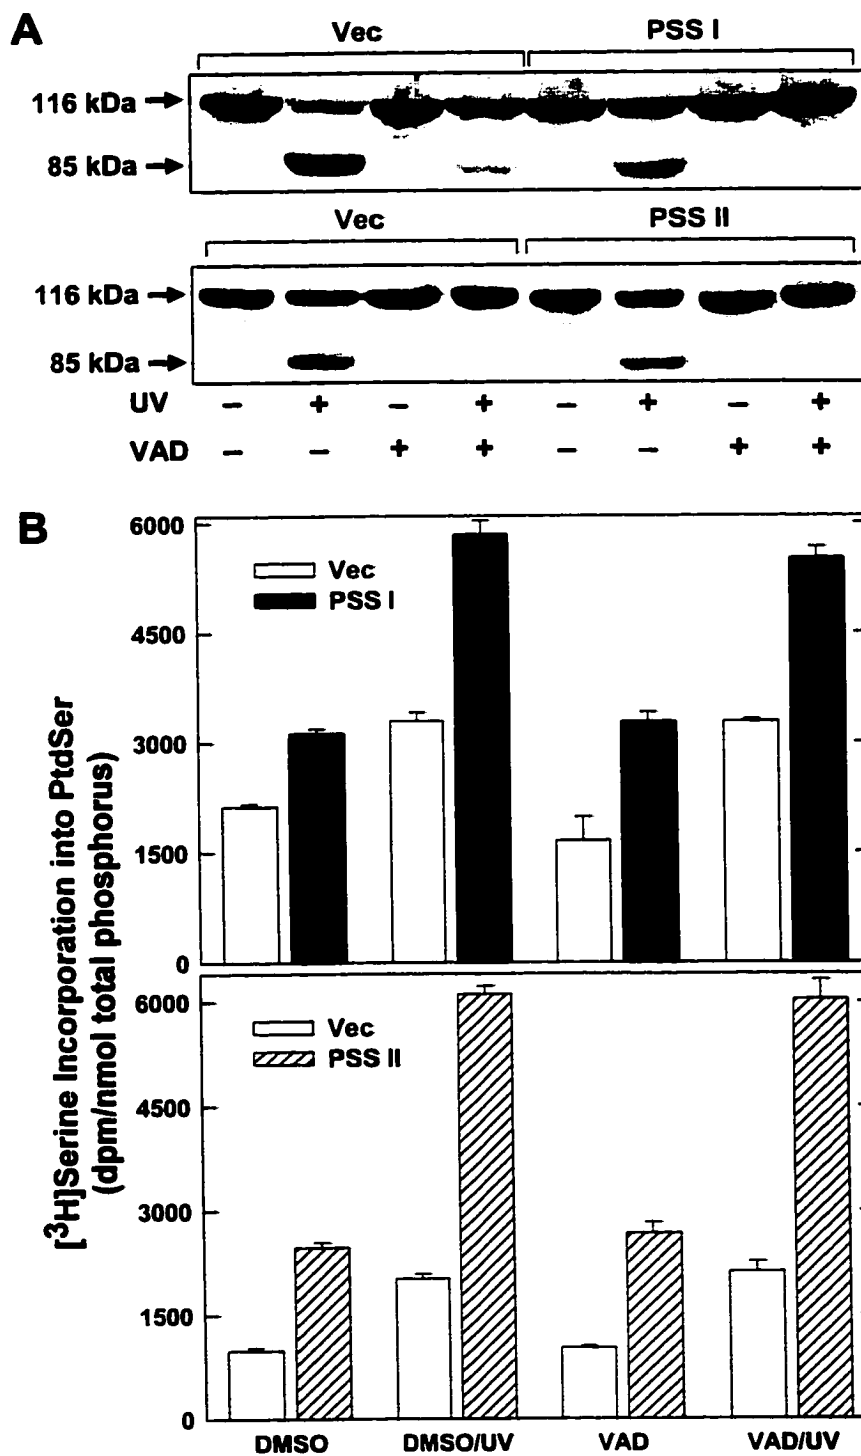 A
Vec PSS I
116 kDa
85 kDa
Vec PSS II
116 kDa
85 kDa
UV – + – + – + – +
VAD – – + + – – + +
B
[³H]Serine Incorporation into PtdSer
(dpm/nmol total phosphorus)
6000
4500
3000
1500
0
Vec
PSS I
6000
4500
3000
1500
0
Vec
PSS II
DMSO DMSO/UV VAD VAD/UV